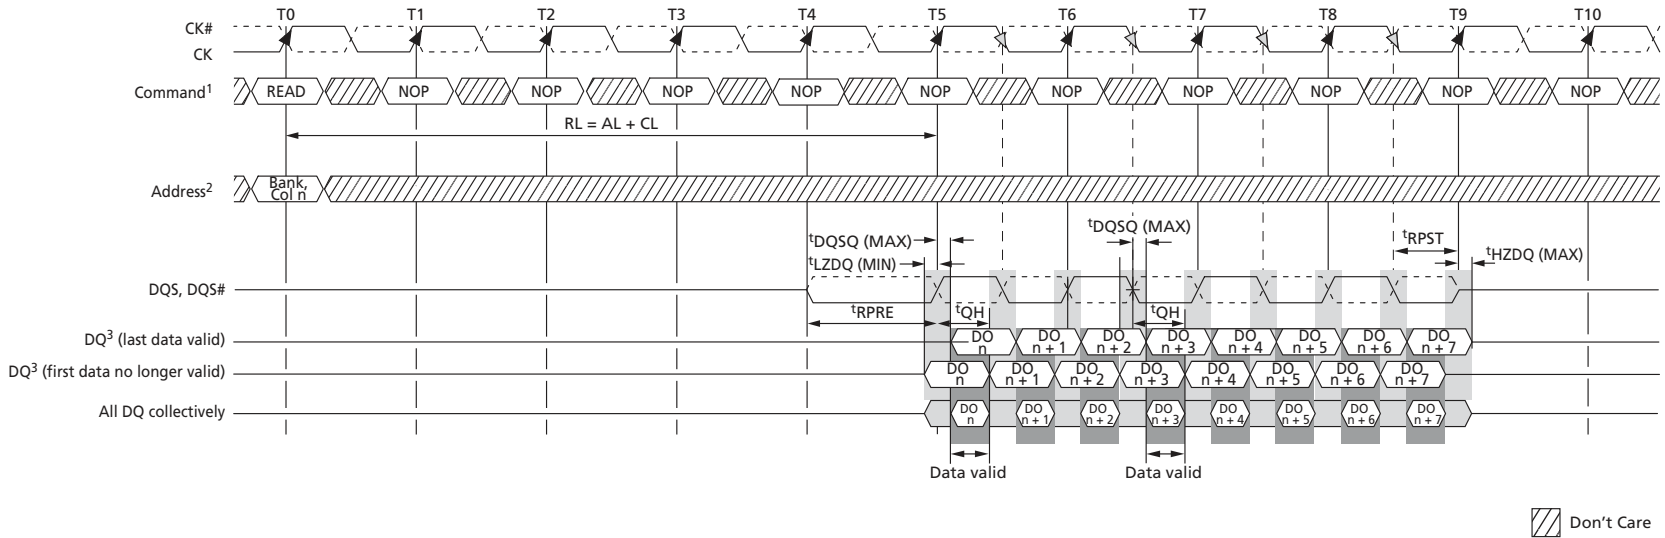 T0 T1 T2 T3 T4 T5 T6 T7 T8 T9 T10
CK#
CK
Command1 READ NOP NOP NOP NOP NOP NOP NOP NOP NOP NOP
RL = AL + CL
Address2 Bank,
Col n
tDQSQ (MAX) tDQSQ (MAX) tRPST
tLZDQ (MIN) tHZDQ (MAX)
DQS, DQS#
tRPRE tQH tQH
DQ3 (last data valid)
DO DO DO DO DO DO DO DO
n n + 1 n + 2 n + 3 n + 4 n + 5 n + 6 n + 7
DQ3 (first data no longer valid)
DO DO DO DO DO DO DO DO
n n + 1 n + 2 n + 3 n + 4 n + 5 n + 6 n + 7
All DQ collectively
DO DO DO DO DO DO DO DO
n n + 1 n + 2 n + 3 n + 4 n + 5 n + 6 n + 7
Data valid Data valid
Don't Care